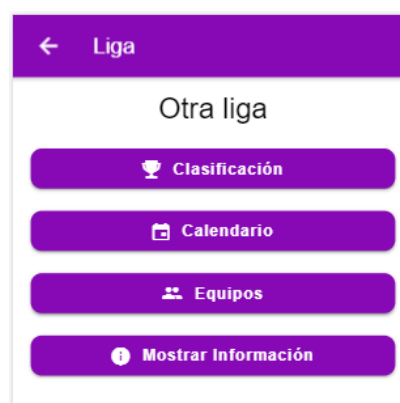 Liga
Otra liga
Clasificación
Calendario
Equipos
Mostrar Información